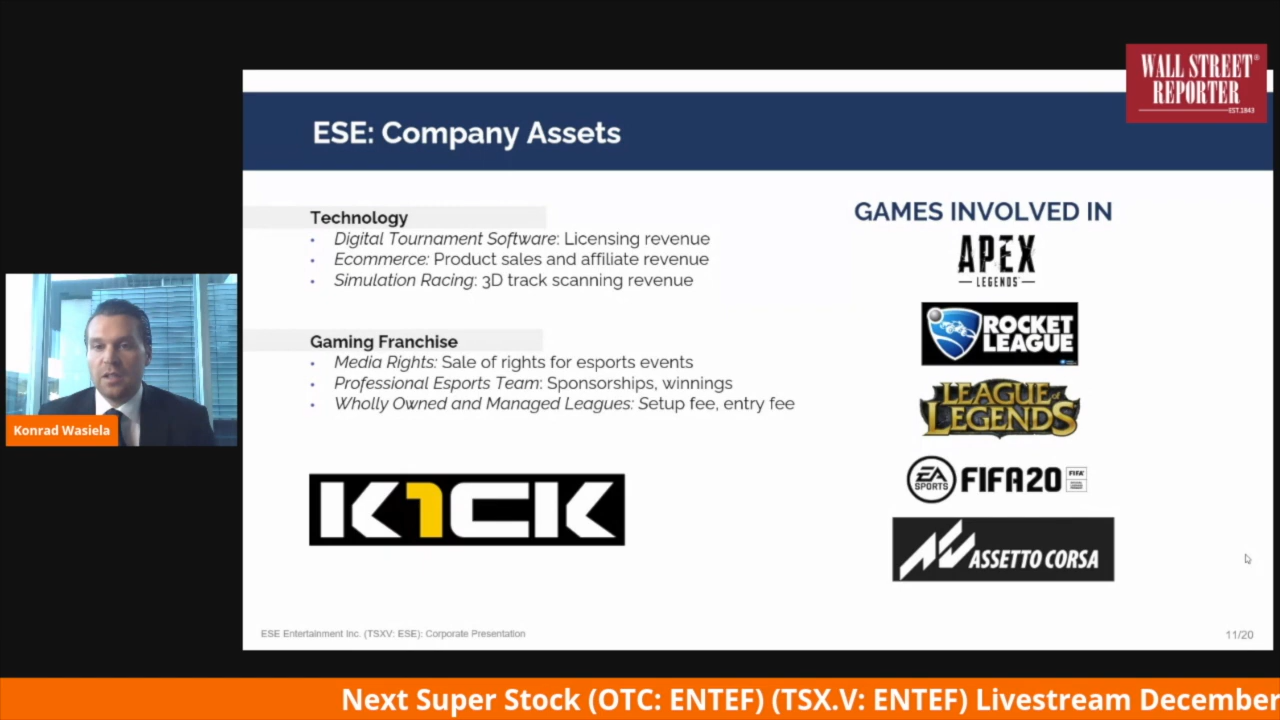 WALL STREET
REPORTER
EST.1843
ESE: Company Assets
Technology
• Digital Tournament Software: Licensing revenue
• Ecommerce: Product sales and affiliate revenue
• Simulation Racing: 3D track scanning revenue
Gaming Franchise
• Media Rights: Sale of rights for esports events
• Professional Esports Team: Sponsorships, winnings
• Wholly Owned and Managed Leagues: Setup fee, entry fee
K1CK
GAMES INVOLVED IN
APEX
LEGENDS
ROCKET
LEAGUE
LEAGUE of
LEGENDS
EA
SPORTS
FIFA20
FIFA
ASSETTO CORSA
Konrad Wasiela
ESE Entertainment Inc. (TSXV: ESE): Corporate Presentation
11/20
Next Super Stock (OTC: ENTEF) (TSX.V: ENTEF) Livestream December